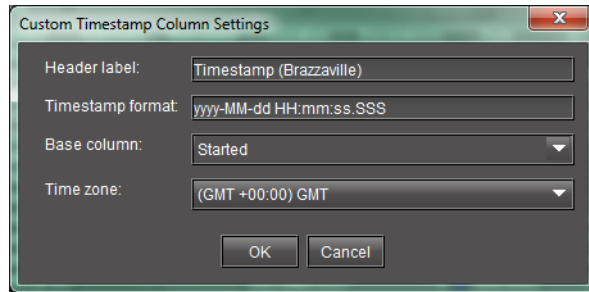 Custom Timestamp Column Settings
Header label: Timestamp (Brazzaville)
Timestamp format: yyyy-MM-dd HH:mm:ss.SSS
Base column: Started
Time zone: (GMT +00:00) GMT
OK Cancel